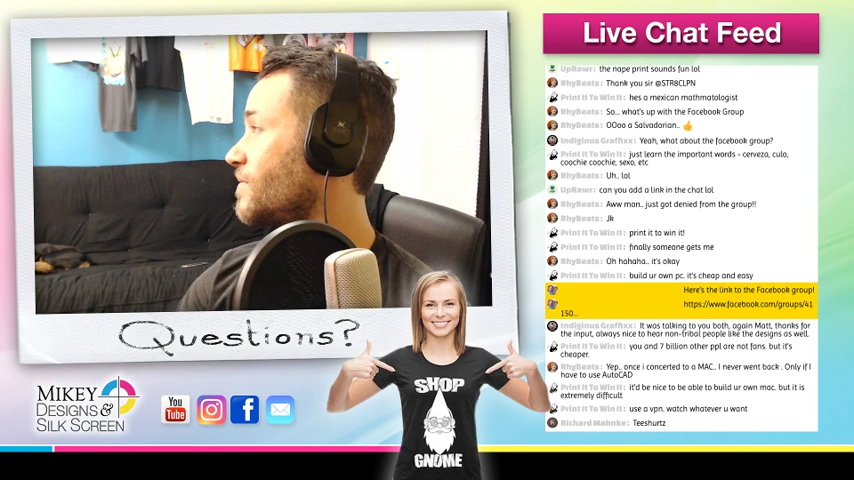 Live Chat Feed
UpRawr: the nape print sounds fun lol
RhyBeats: Thank you sir @STR8CLPN
Print It To Win It: hes a mexican mathmologist
RhyBeats: So... what's up with the Facebook Group
RhyBeats: OOoo a Salvadorian.. 👍
Indiginus Graffixx: Yeah, what about the facebook group?
Print It To Win It: just learn the important words - cerveza, culo,
coochie coochie, sexo, etc
RhyBeats: Uh.. lol
UpRawr: can you add a link in the chat lol
RhyBeats: Aww man.. just got denied from the group!!
RhyBeats: Jk
Print It To Win It: print it to win it!
Print It To Win It: finally someone gets me
RhyBeats: Oh hahaha.. it's okay
Print It To Win It: build ur own pc. it's cheap and easy
Here's the link to the Facebook group!
https://www.facebook.com/groups/41
150...
Indiginus Graffixx: It was talking to you both, again Matt, thanks for
the input, always nice to hear non-tribal people like the designs as well.
Print It To Win It: you and 7 billion other ppl are not fans. but it's
cheaper.
RhyBeats: Yep.. once i concerted to a MAC.. I never went back . Only if I
have to use AutoCAD
Print It To Win It: it'd be nice to be able to build ur own mac. but it is
extremely difficult
Print It To Win It: use a vpn. watch whatever u want
R Richard Mahnke: Teeshurtz
Questions?
MIKEY
DESIGNS &
SILK SCREEN
You
Tube
SHOP
GNOME